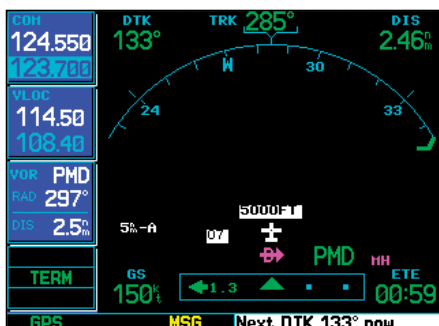 COM
124.550
123.700
VLOC
114.50
108.40
VOR PMD
RAD 297°
DIS 2.5nm
TERM
GPS
DTK
133°
TRK 285°
DIS
2.46nm
W
30
24
33
5nm-A
5000FT
07
PMD
MH
GS
150kt
1.3
ETE
00:59
MSG
Next DTK 133° now